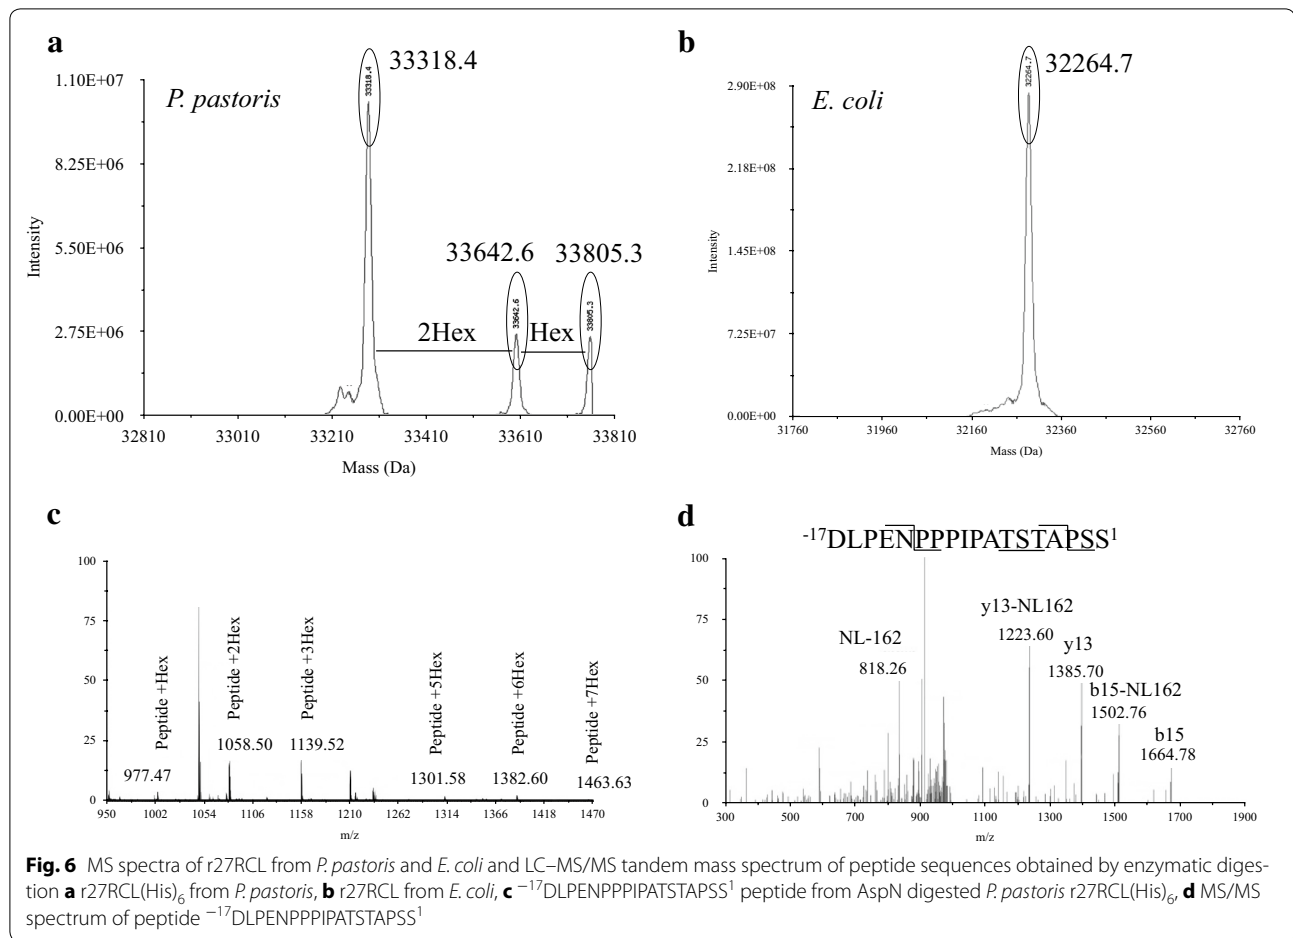 a
33318.4
33318.4
P. pastoris
1.10E+07
8.25E+06
5.50E+06
2.75E+06
0.00E+00
Intensity
33642.6
33805.3
33642.6
33805.3
2Hex
Hex
32810
33010
33210
33410
33610
33810
Mass (Da)
b
32264.7
32264.7
E. coli
2.90E+08
2.18E+08
1.45E+08
7.25E+07
0.00E+00
Intensity
31760
31960
32160
32360
32560
32760
Mass (Da)
c
100
75
50
25
0
Peptide +Hex
Peptide +2Hex
Peptide +3Hex
Peptide +5Hex
Peptide +6Hex
Peptide +7Hex
977.47
1058.50
1139.52
1301.58
1382.60
1463.63
950
1002
1054
1106
1158
1210
1262
1314
1366
1418
1470
m/z
d
-17DLPENPPPIPATSTAPSS1
100
75
50
25
0
NL-162
818.26
y13-NL162
1223.60
y13
1385.70
b15-NL162
1502.76
b15
1664.78
300
500
700
900
1100
1300
1500
1700
1900
m/z
Fig. 6 MS spectra of r27RCL from P. pastoris and E. coli and LC–MS/MS tandem mass spectrum of peptide sequences obtained by enzymatic diges-
tion a r27RCL(His)6 from P. pastoris, b r27RCL from E. coli, c −17DLPENPPPIPATSTAPSS1 peptide from AspN digested P. pastoris r27RCL(His)6, d MS/MS
spectrum of peptide −17DLPENPPPIPATSTAPSS1